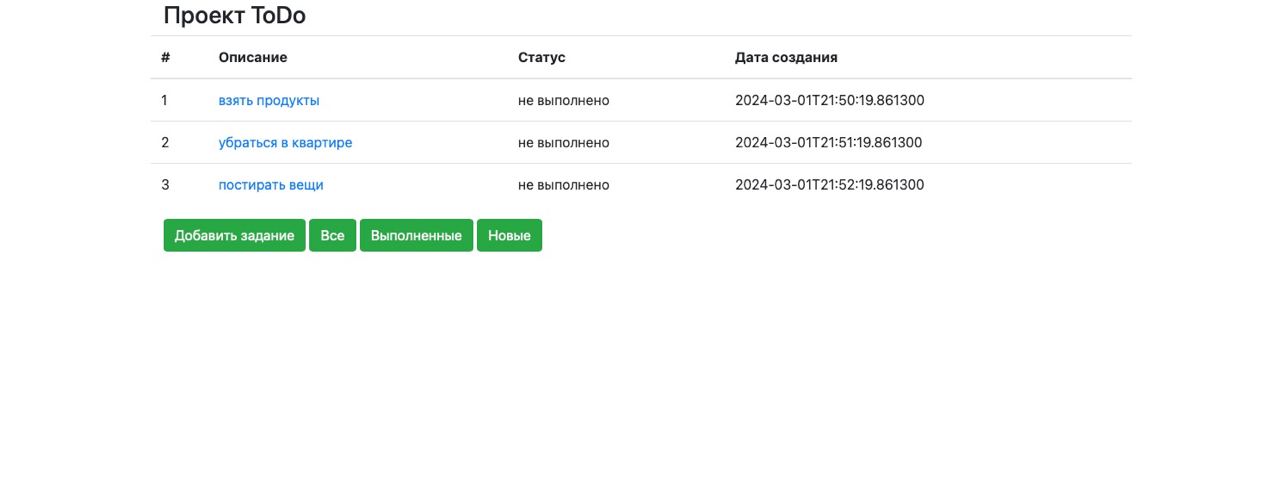 Проект ToDo
# Описание Статус Дата создания
1 взять продукты не выполнено 2024-03-01T21:50:19.861300
2 убраться в квартире не выполнено 2024-03-01T21:51:19.861300
3 постирать вещи не выполнено 2024-03-01T21:52:19.861300
Добавить задание Все Выполненные Новые